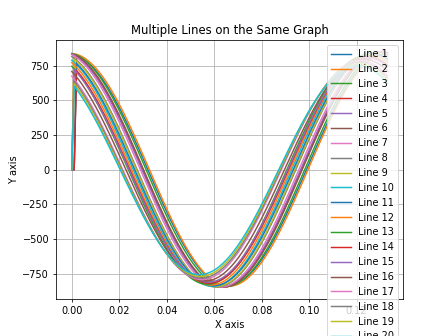 Multiple Lines on the Same Graph
Y axis
750
500
250
0
−250
−500
−750
0.00
0.02
0.04
0.06
0.08
0.10
X axis
Line 1
Line 2
Line 3
Line 4
Line 5
Line 6
Line 7
Line 8
Line 9
Line 10
Line 11
Line 12
Line 13
Line 14
Line 15
Line 16
Line 17
Line 18
Line 19
Line 20